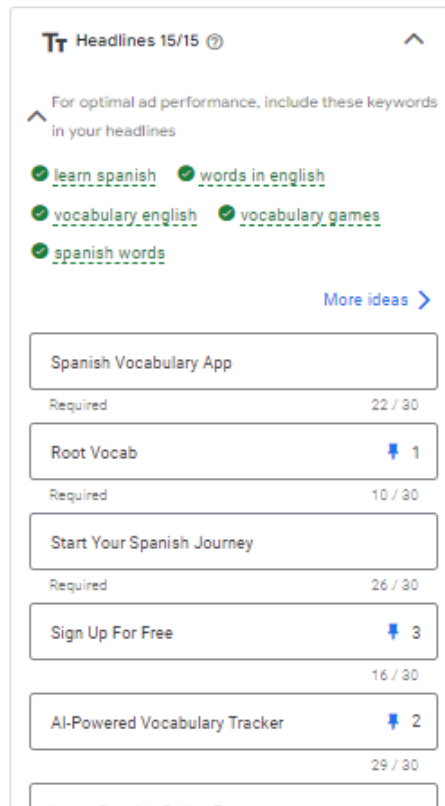 Headlines 15/15
For optimal ad performance, include these keywords
in your headlines
learn spanish words in english
vocabulary english vocabulary games
spanish words
More ideas
Spanish Vocabulary App
Required 22 / 30
Root Vocab 1
Required 10 / 30
Start Your Spanish Journey
Required 26 / 30
Sign Up For Free 3
16 / 30
AI-Powered Vocabulary Tracker 2
29 / 30